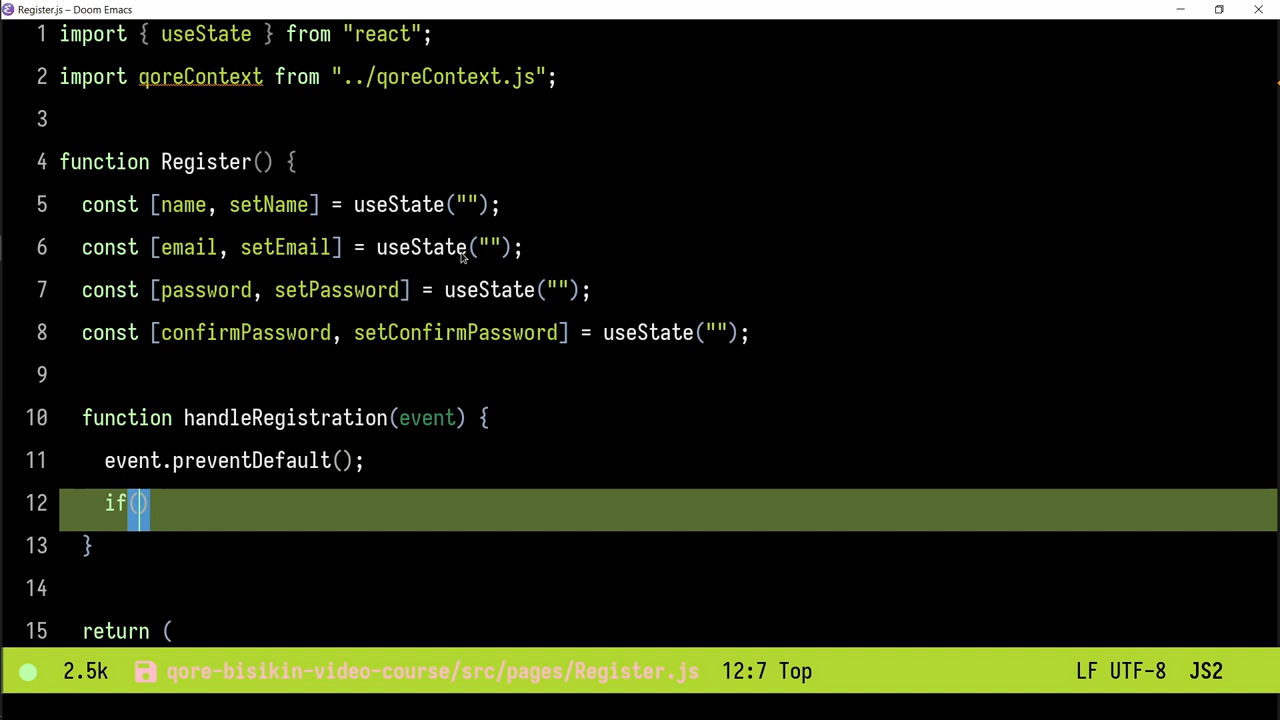 Register.js – Doom Emacs
1 import { useState } from "react";
2 import qoreContext from "../qoreContext.js";
3
4 function Register() {
5 const [name, setName] = useState("");
6 const [email, setEmail] = useState("");
7 const [password, setPassword] = useState("");
8 const [confirmPassword, setConfirmPassword] = useState("");
9
10 function handleRegistration(event) {
11 event.preventDefault();
12 if()
13 }
14
15 return (
2.5k qore-bisikin-video-course/src/pages/Register.js 12:7 Top LF UTF-8 JS2